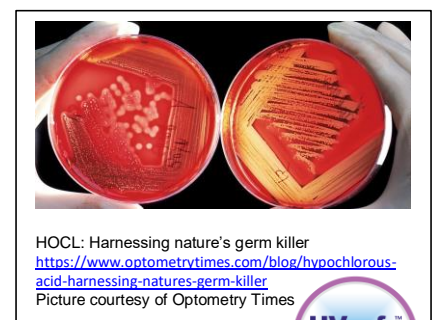 HOCL: Harnessing nature's germ killer
https://www.optometrytimes.com/blog/hypochlorous-
acid-harnessing-natures-germ-killer
Picture courtesy of Optometry Times